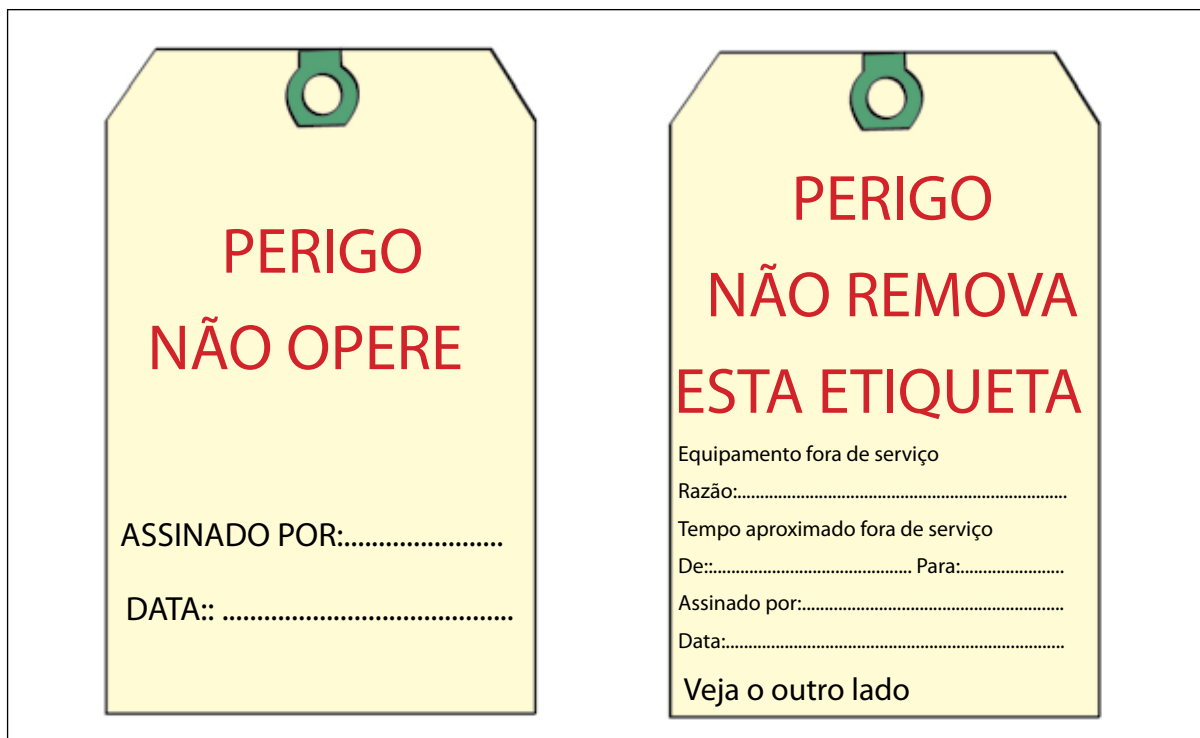 PERIGO
NÃO OPERE
ASSINADO POR:.......................
DATA:: ..........................................
PERIGO
NÃO REMOVA
ESTA ETIQUETA
Equipamento fora de serviço
Razão:.........................................................................
Tempo aproximado fora de serviço
De::............................................ Para:.......................
Assinado por:..........................................................
Data:...........................................................................
Veja o outro lado